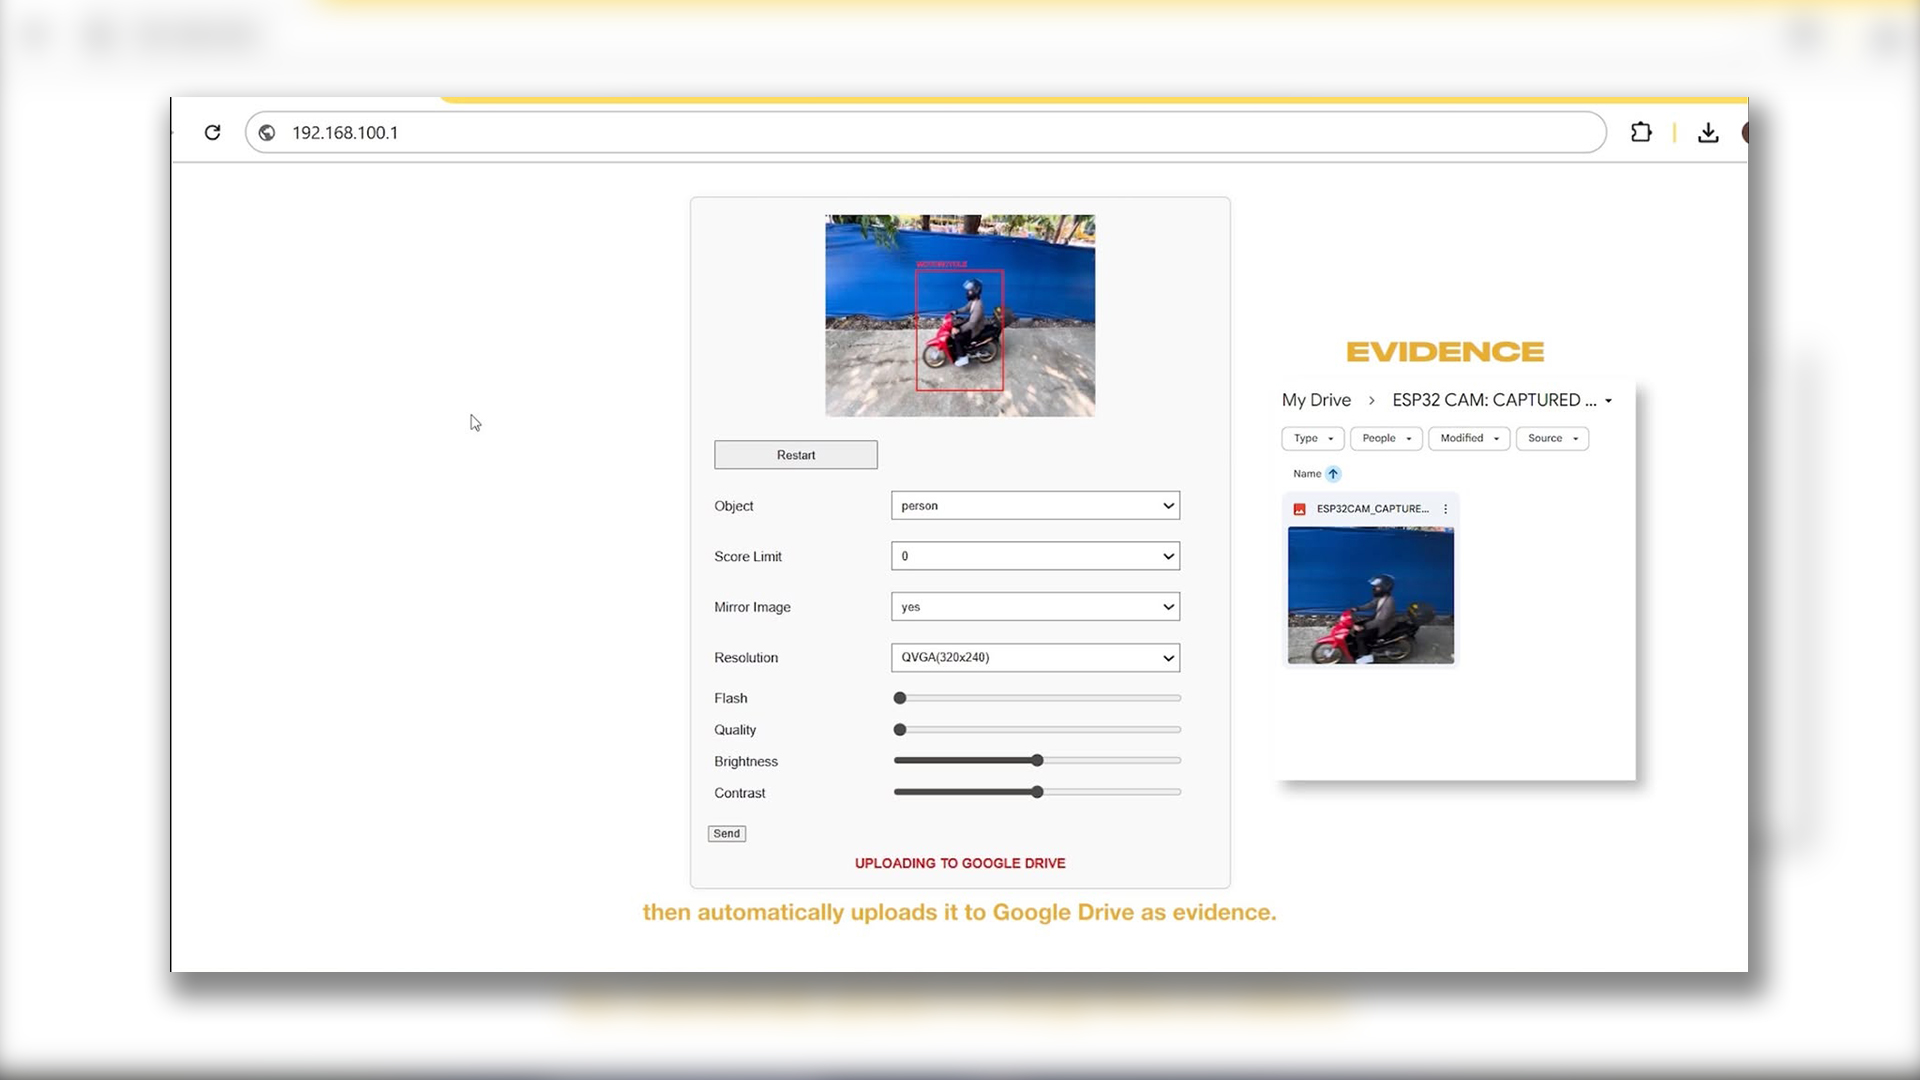 192.168.100.1
MOTORCYCLE
Restart
Object
person
Score Limit
0
Mirror Image
yes
Resolution
QVGA(320x240)
Flash
Quality
Brightness
Contrast
Send
UPLOADING TO GOOGLE DRIVE
EVIDENCE
My Drive > ESP32 CAM: CAPTURED ...
Type
People
Modified
Source
Name
ESP32CAM_CAPTURE...
then automatically uploads it to Google Drive as evidence.